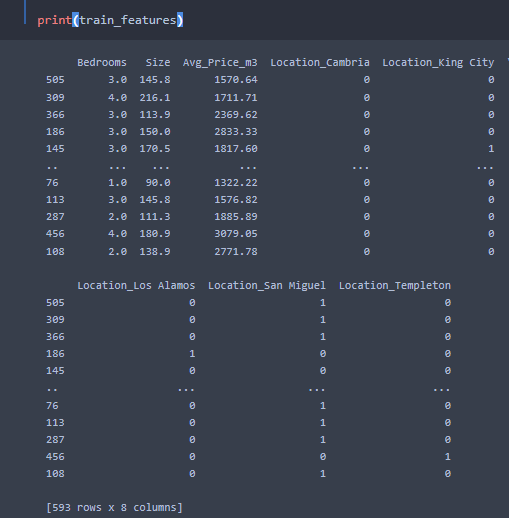 print(train_features)
Bedrooms Size Avg_Price_m3 Location_Cambria Location_King City
505 3.0 145.8 1570.64 0 0
309 4.0 216.1 1711.71 0 0
366 3.0 113.9 2369.62 0 0
186 3.0 150.0 2833.33 0 0
145 3.0 170.5 1817.60 0 1
.. ... ... ... ... ...
76 1.0 90.0 1322.22 0 0
113 3.0 145.8 1576.82 0 0
287 2.0 111.3 1885.89 0 0
456 4.0 180.9 3079.05 0 0
108 2.0 138.9 2771.78 0 0
Location_Los Alamos Location_San Miguel Location_Templeton
505 0 1 0
309 0 1 0
366 0 1 0
186 1 0 0
145 0 0 0
.. ... ... ...
76 0 1 0
113 0 1 0
287 0 1 0
456 0 0 1
108 0 1 0
[593 rows x 8 columns]